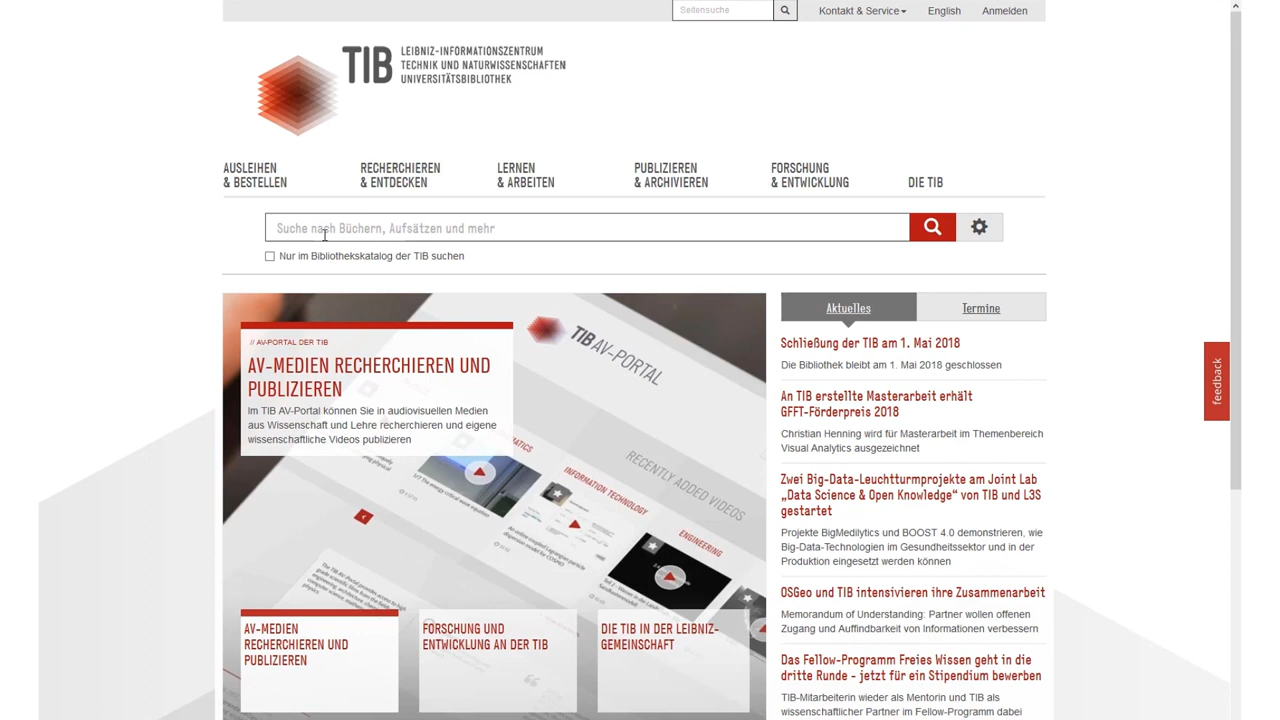 Seitensuche
Kontakt & Service
English
Anmelden
TIB
LEIBNIZ-INFORMATIONSZENTRUM
TECHNIK UND NATURWISSENSCHAFTEN
UNIVERSITÄTSBIBLIOTHEK
AUSLEIHEN
& BESTELLEN
RECHERCHIEREN
& ENTDECKEN
LERNEN
& ARBEITEN
PUBLIZIEREN
& ARCHIVIEREN
FORSCHUNG
& ENTWICKLUNG
DIE TIB
Suche nach Büchern, Aufsätzen und mehr
Nur im Bibliothekskatalog der TIB suchen
// AV-PORTAL DER TIB
AV-MEDIEN RECHERCHIEREN UND
PUBLIZIEREN
Im TIB AV-Portal können Sie in audiovisuellen Medien
aus Wissenschaft und Lehre recherchieren und eigene
wissenschaftliche Videos publizieren
TIB AV-PORTAL
RECENTLY ADDED VIDEOS
INFORMATION TECHNOLOGY
ENGINEERING
AV-MEDIEN
RECHERCHIEREN UND
PUBLIZIEREN
FORSCHUNG UND
ENTWICKLUNG AN DER TIB
DIE TIB IN DER LEIBNIZ-
GEMEINSCHAFT
Aktuelles
Termine
Schließung der TIB am 1. Mai 2018
Die Bibliothek bleibt am 1. Mai 2018 geschlossen
An TIB erstellte Masterarbeit erhält
GFFT-Förderpreis 2018
Christian Henning wird für Masterarbeit im Themenbereich
Visual Analytics ausgezeichnet
Zwei Big-Data-Leuchtturmprojekte am Joint Lab
„Data Science & Open Knowledge“ von TIB und L3S
gestartet
Projekte BigMedilytics und BOOST 4.0 demonstrieren, wie
Big-Data-Technologien im Gesundheitssektor und in der
Produktion eingesetzt werden können
OSGeo und TIB intensivieren ihre Zusammenarbeit
Memorandum of Understanding: Partner wollen offenen
Zugang und Auffindbarkeit von Informationen verbessern
Das Fellow-Programm Freies Wissen geht in die
dritte Runde - jetzt für ein Stipendium bewerben
TIB-Mitarbeiterin wieder als Mentorin und TIB als
wissenschaftlicher Partner im Fellow-Programm dabei
feedback